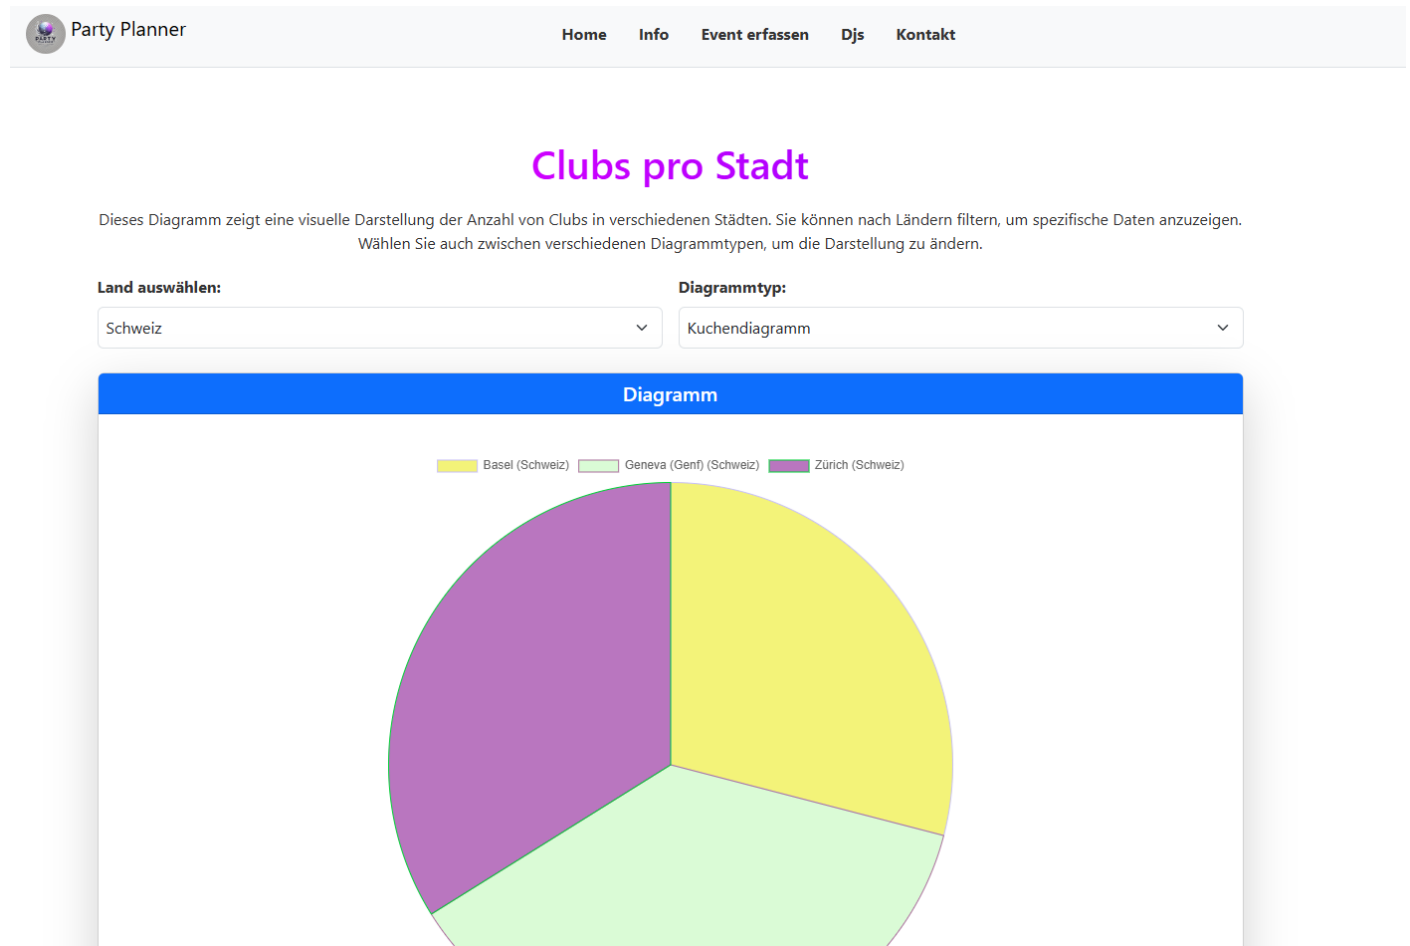 PARTY
Party Planner
Home Info Event erfassen Djs Kontakt
Clubs pro Stadt
Dieses Diagramm zeigt eine visuelle Darstellung der Anzahl von Clubs in verschiedenen Städten. Sie können nach Ländern filtern, um spezifische Daten anzuzeigen.
Wählen Sie auch zwischen verschiedenen Diagrammtypen, um die Darstellung zu ändern.
Land auswählen: Diagrammtyp:
Schweiz Kuchendiagramm
Diagramm
Basel (Schweiz) Geneva (Genf) (Schweiz) Zürich (Schweiz)